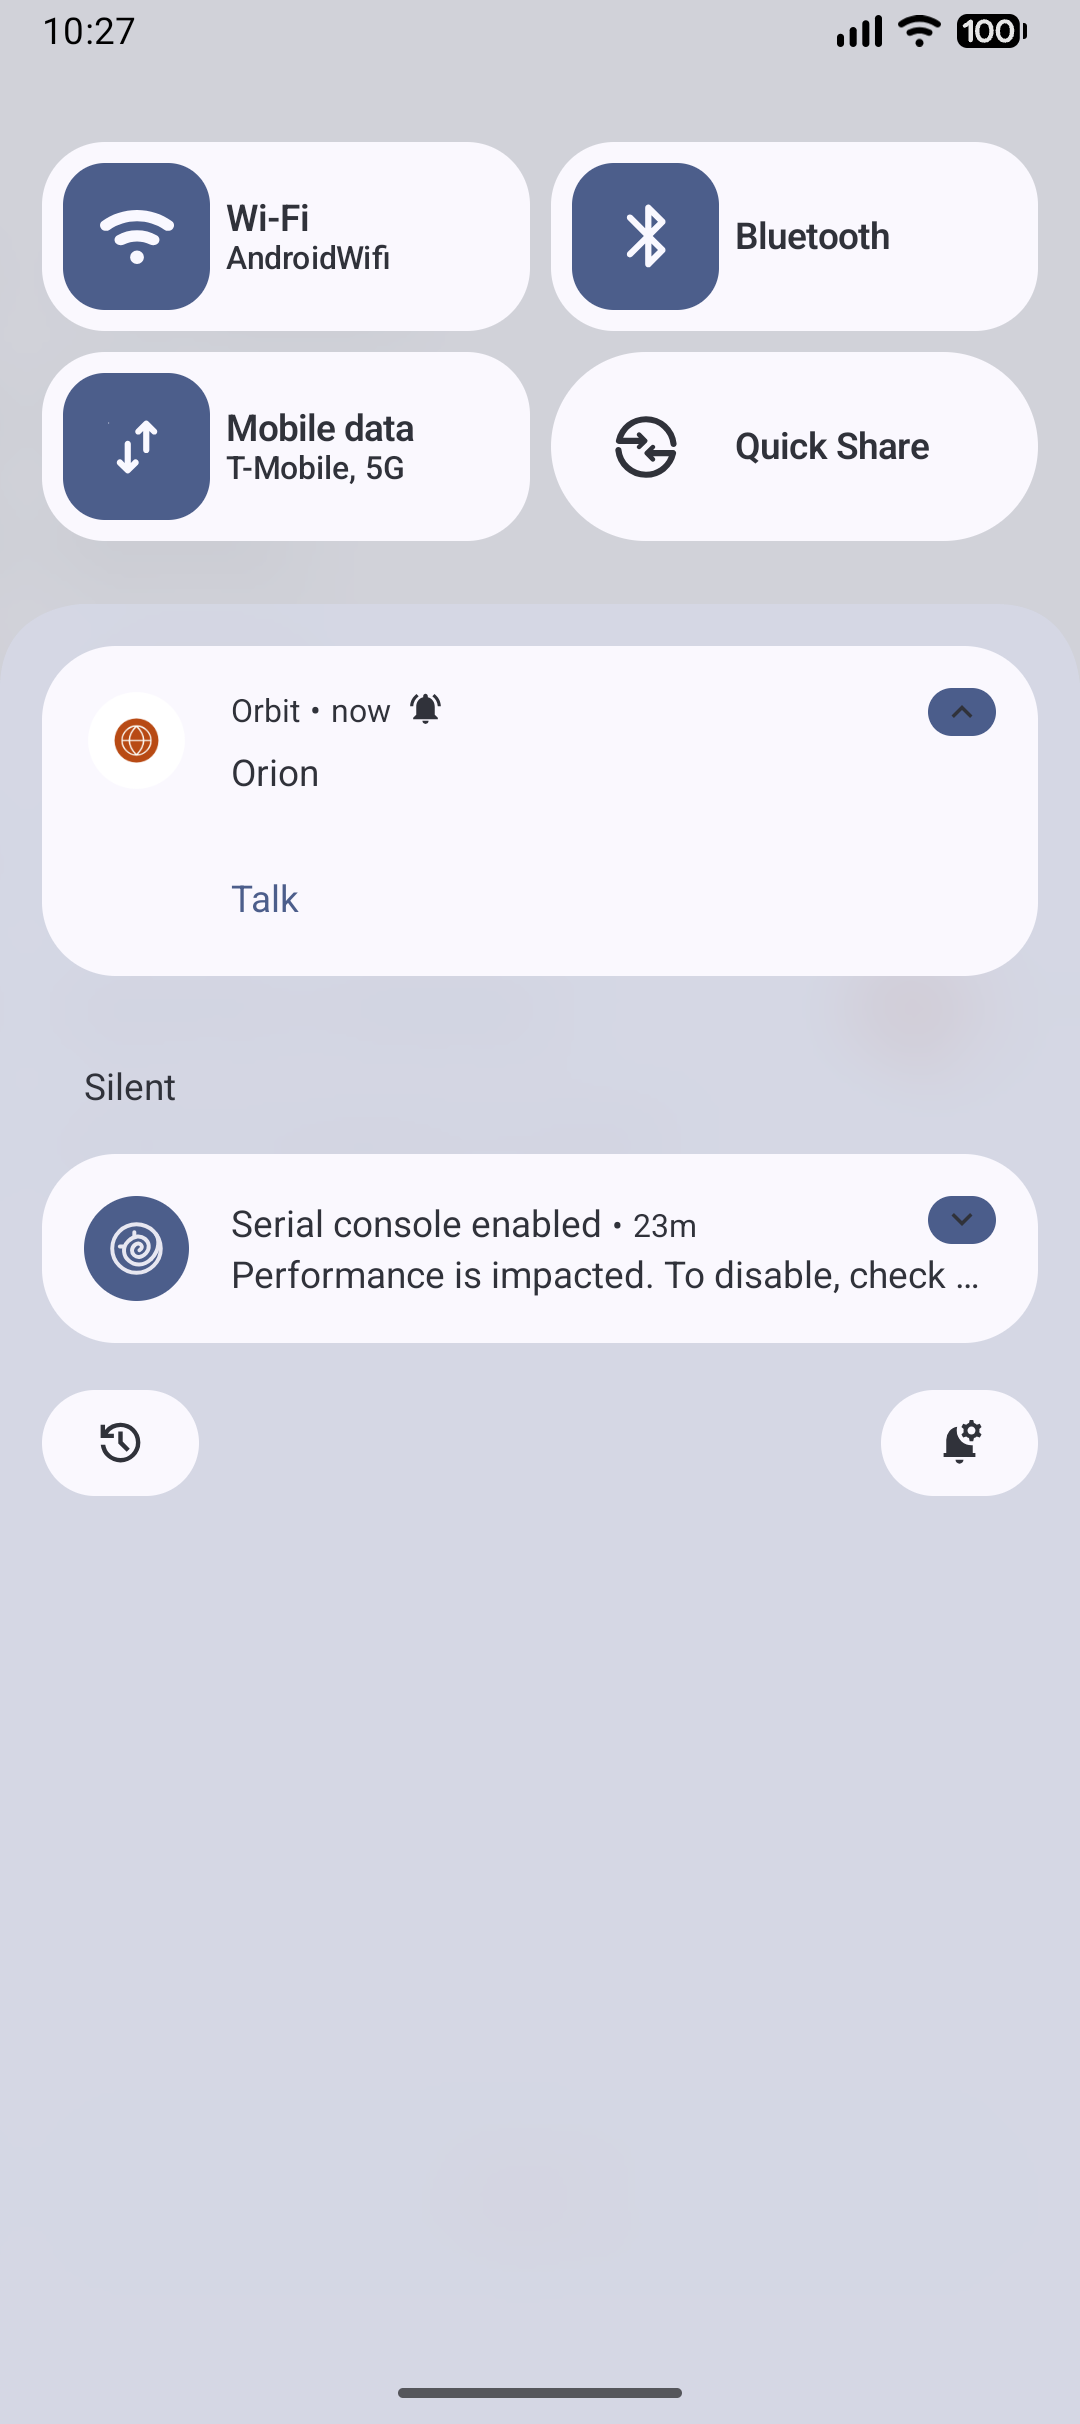 10:27
100
Wi-Fi
AndroidWifi
Bluetooth
Mobile data
T-Mobile, 5G
Quick Share
Orbit • now
Orion
Talk
Silent
Serial console enabled • 23m
Performance is impacted. To disable, check …